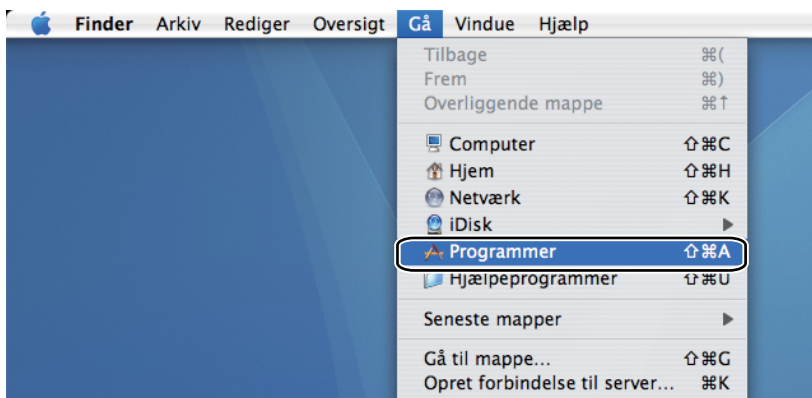 Finder Arkiv Rediger Oversigt Gå Vindue Hjælp
Tilbage ⌘(
Frem ⌘)
Overliggende mappe ⌘↑
Computer ⇧⌘C
Hjem ⇧⌘H
Netværk ⇧⌘K
iDisk ▶
Programmer ⇧⌘A
Hjælpeprogrammer ⇧⌘U
Seneste mapper ▶
Gå til mappe... ⇧⌘G
Opret forbindelse til server... ⌘K